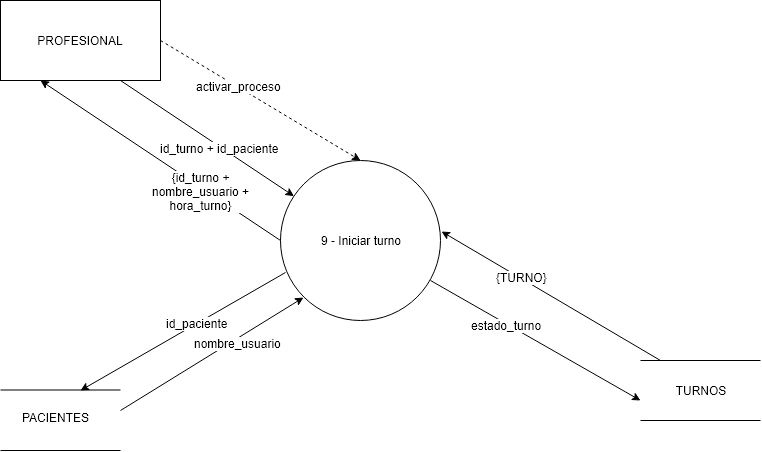 PROFESIONAL
activar_proceso
id_turno + id_paciente
{id_turno +
nombre_usuario +
hora_turno}
9 - Iniciar turno
{TURNO}
id_paciente
estado_turno
nombre_usuario
TURNOS
PACIENTES